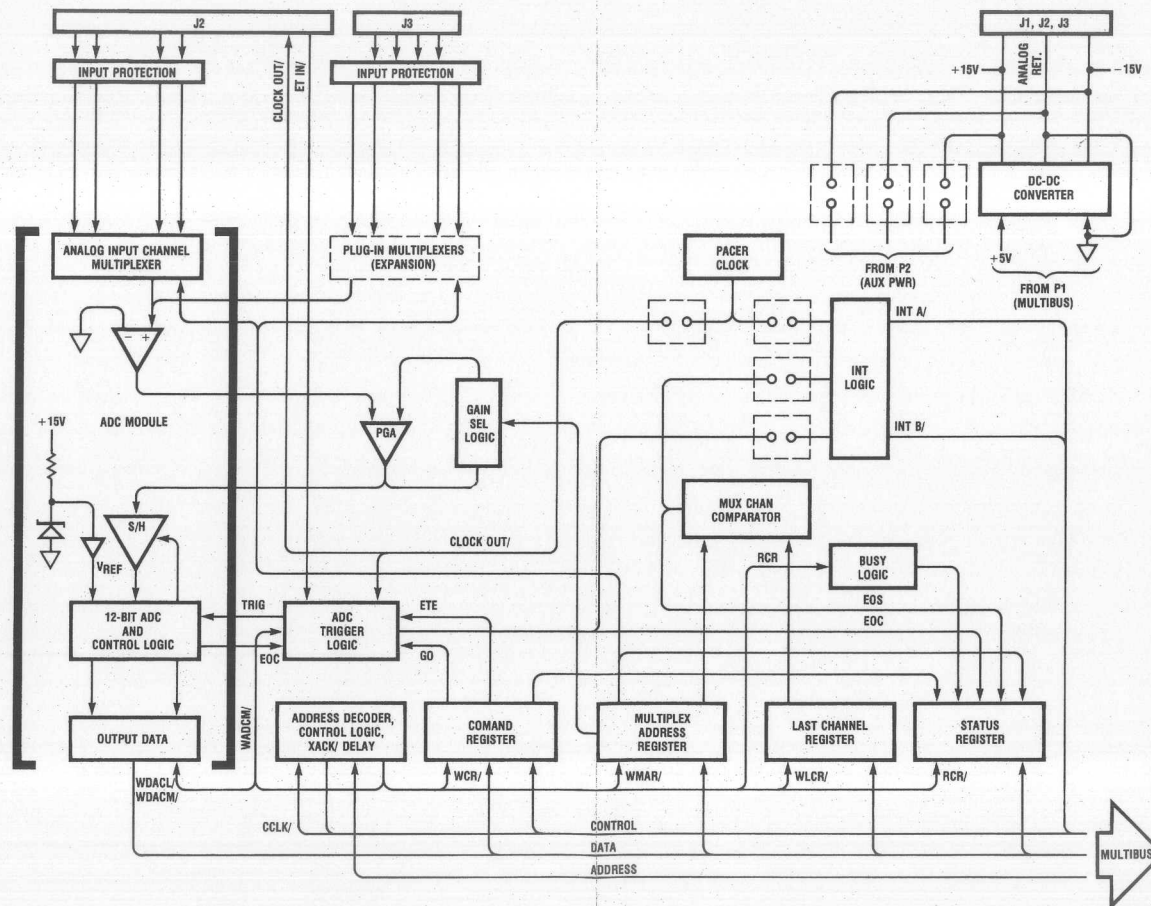 J2
J3
J1, J2, J3
INPUT PROTECTION
CLOCK OUT/
ET IN/
INPUT PROTECTION
+15V
ANALOG
RET.
-15V
DC-DC
CONVERTER
ANALOG INPUT CHANNEL
MULTIPLEXER
PLUG-IN MULTIPLEXERS
(EXPANSION)
PACER
CLOCK
FROM P2
(AUX PWR)
+5V
FROM P1
(MULTIBUS)
INT A/
- +
INT
LOGIC
ADC MODULE
GAIN
SEL
LOGIC
+15V
PGA
INT B/
MUX CHAN
COMPARATOR
S/H
CLOCK OUT/
RCR
BUSY
LOGIC
VREF
EOS
EOC
12-BIT ADC
AND
CONTROL LOGIC
TRIG
ADC
TRIGGER
LOGIC
ETE
EOC
GO
OUTPUT DATA
WADCM/
ADDRESS DECODER,
CONTROL LOGIC,
XACK/ DELAY
COMAND
REGISTER
MULTIPLEX
ADDRESS
REGISTER
LAST CHANNEL
REGISTER
STATUS
REGISTER
WDACL/
WDACM/
WCR/
WMAR/
WLCR/
RCR/
CCLK/
CONTROL
DATA
ADDRESS
MULTIBUS